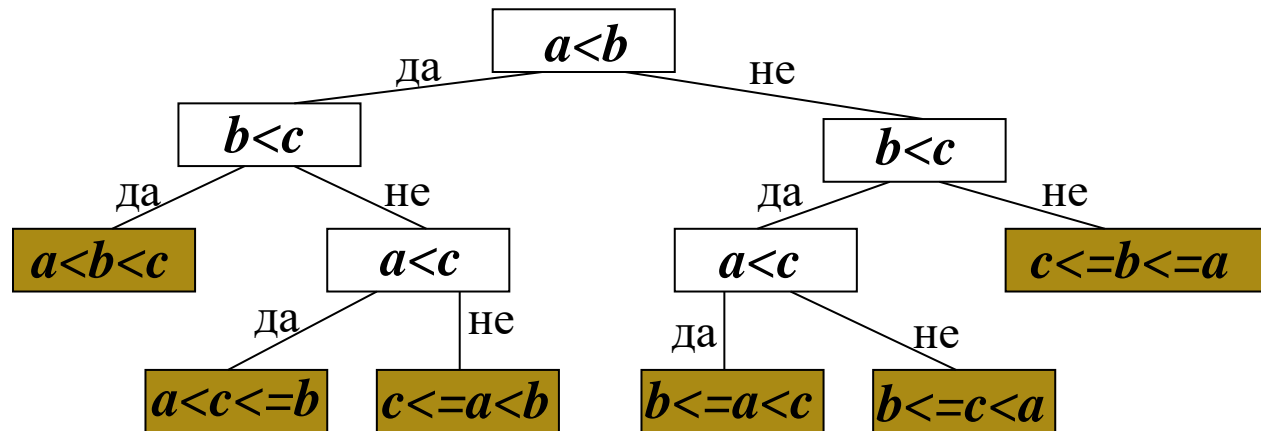 a<b
да
не
b<c
b<c
да
не
да
не
a<b<c
a<c
a<c
c<=b<=a
да
не
да
не
a<c<=b
c<=a<b
b<=a<c
b<=c<a